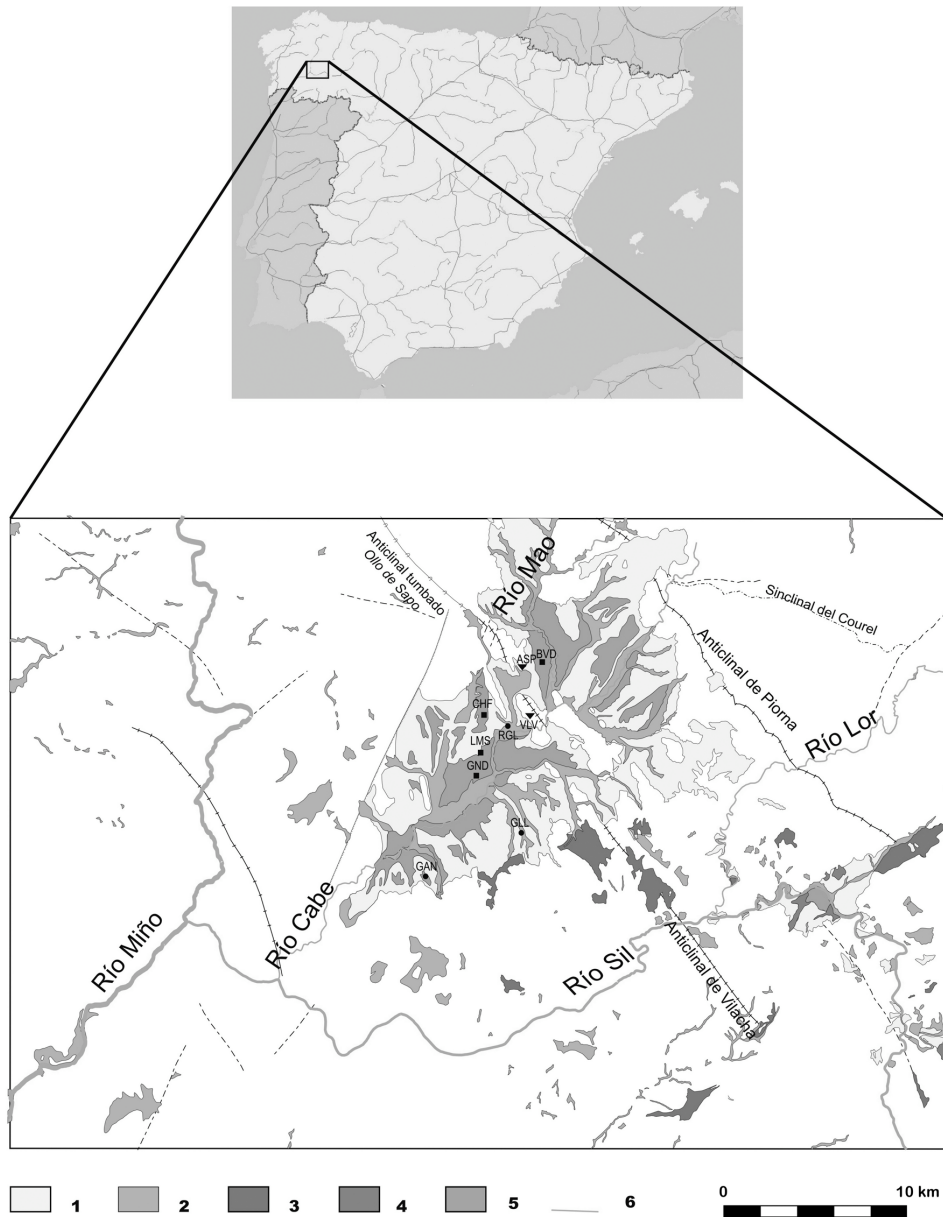 Anticlinal tumbado
Ollo de Sapo
Río Mao
Sinclinal del Courel
Anticlinal de Piorna
Río Lor
ASP
BVD
CHF
VLV
RGL
LMS
GND
GLL
GAN
Río Cabe
Río Miño
Río Sil
Anticlinal de Vilacha
1 2 3 4 5 6
0 10 km